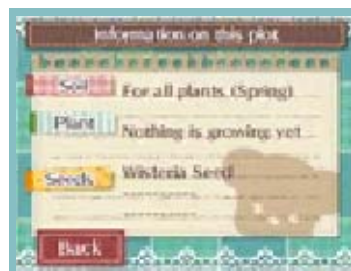 Information on this plot
Soil For all plants (Spring)
Plant Nothing is growing yet
Seeds Wisteria Seed
Back